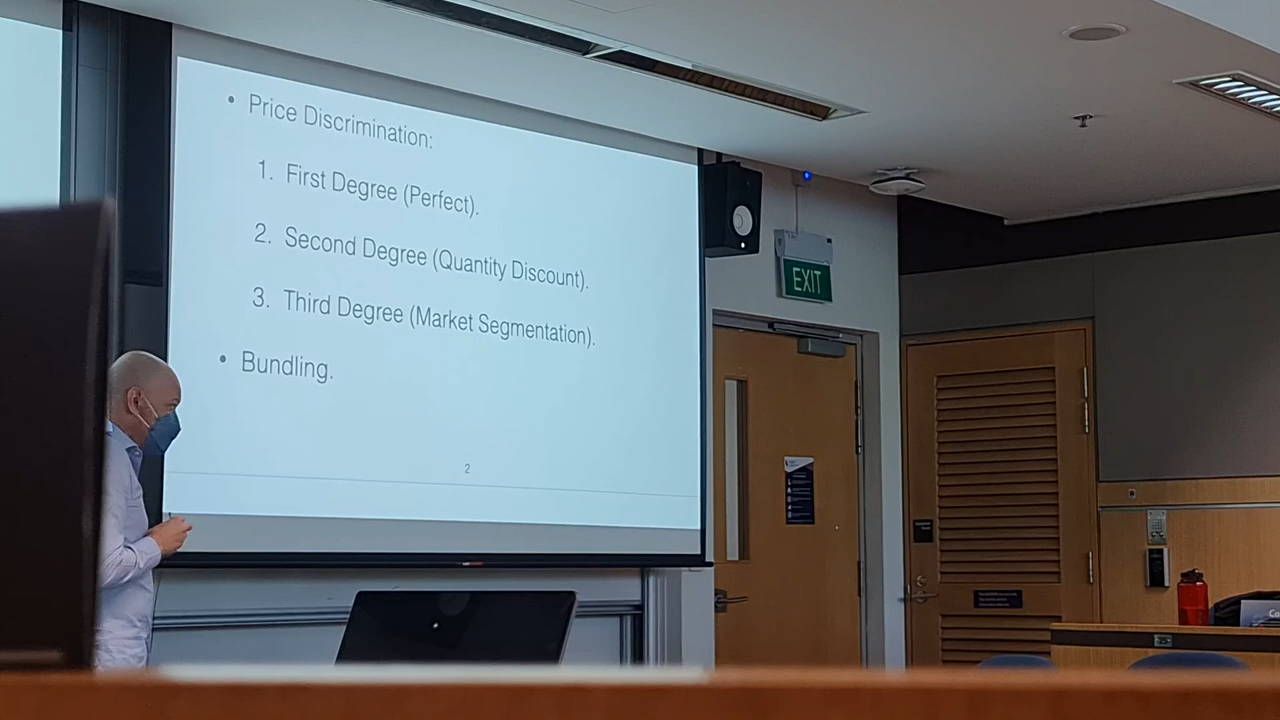 • Price Discrimination:
1. First Degree (Perfect).
2. Second Degree (Quantity Discount).
3. Third Degree (Market Segmentation).
• Bundling.
2
EXIT